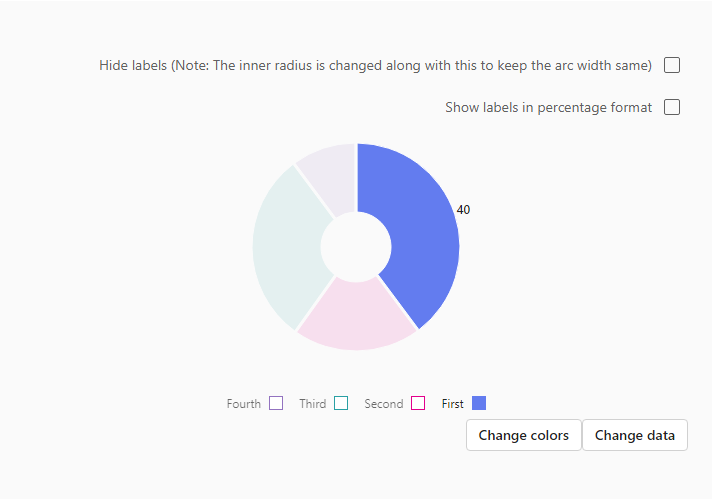 Hide labels (Note: The inner radius is changed along with this to keep the arc width same)
Show labels in percentage format
40
Fourth Third Second First
Change colors Change data